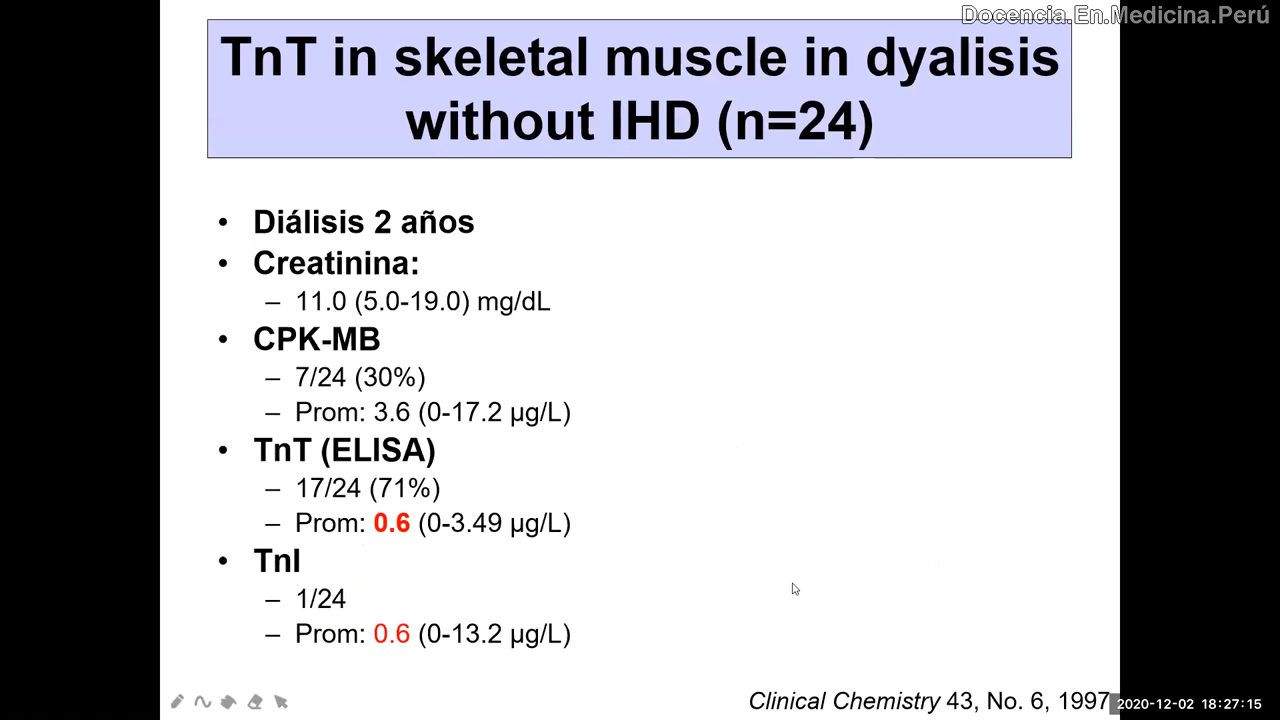 Docencia.En.Medicina.Perú
TnT in skeletal muscle in dyalisis
without IHD (n=24)
• Diálisis 2 años
• Creatinina:
– 11.0 (5.0-19.0) mg/dL
• CPK-MB
– 7/24 (30%)
– Prom: 3.6 (0-17.2 µg/L)
• TnT (ELISA)
– 17/24 (71%)
– Prom: 0.6 (0-3.49 µg/L)
• TnI
– 1/24
– Prom: 0.6 (0-13.2 µg/L)
Clinical Chemistry 43, No. 6, 1997
2020-12-02 18:27:15